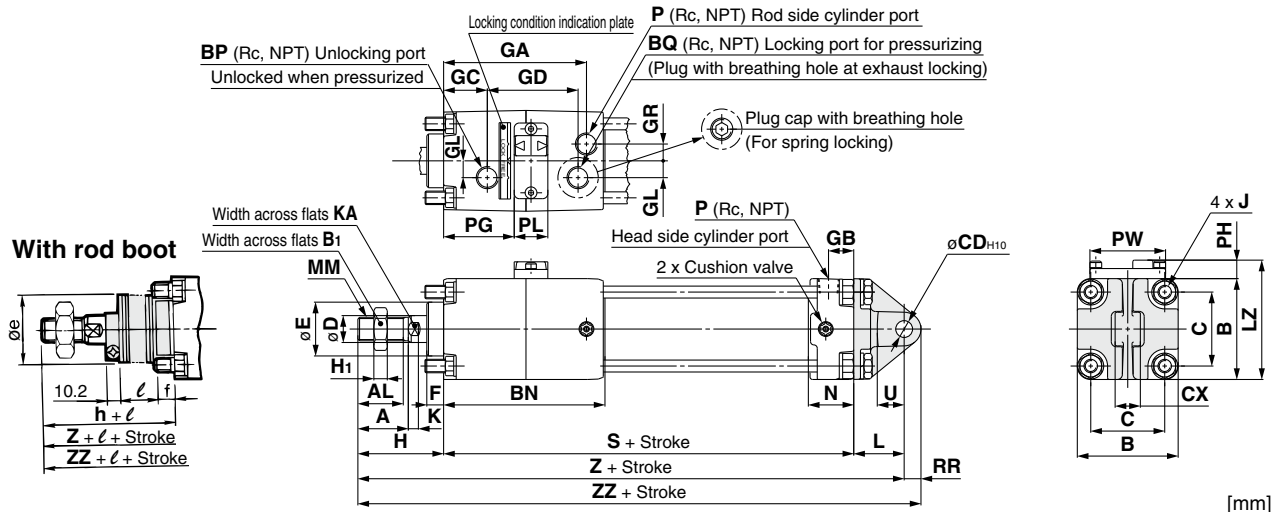 Locking condition indication plate
P (Rc, NPT) Rod side cylinder port
BP (Rc, NPT) Unlocking port
Unlocked when pressurized
GA
BQ (Rc, NPT) Locking port for pressurizing
(Plug with breathing hole at exhaust locking)
GC
GD
GR
Plug cap with breathing hole
(For spring locking)
GL
GL
PG
PL
Width across flats KA
Width across flats B1
MM
P (Rc, NPT)
Head side cylinder port
GB
2 x Cushion valve
øCDH10
4 x J
PW
PH
With rod boot
øe
10.2
ℓ
f
h + ℓ
Z + ℓ + Stroke
ZZ + ℓ + Stroke
øE
øD
H1
AL
F
BN
A
K
H
N
U
S + Stroke
L
Z + Stroke
RR
ZZ + Stroke
C
B
LZ
CX
C
B
[mm]